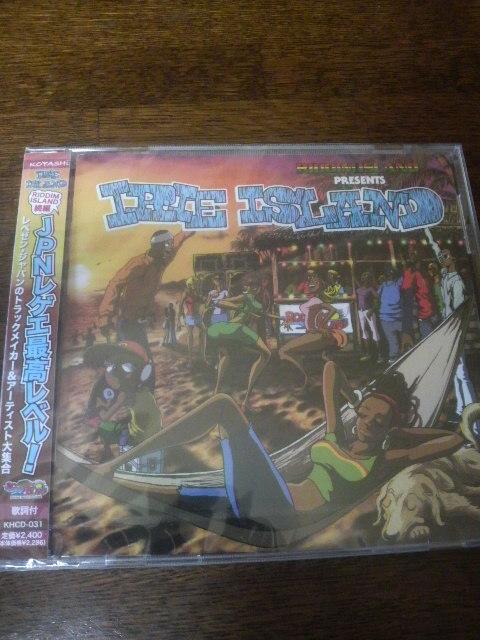 KOYASHI
RIDDIM
ISLAND
続編
JPNレゲエ最高レベル!
レペゼンジャパンのトラックメイカー&アーティスト大集合
歌詞付
KHCD-031
定価¥2,400
PRESENTS
IRIE ISLAND